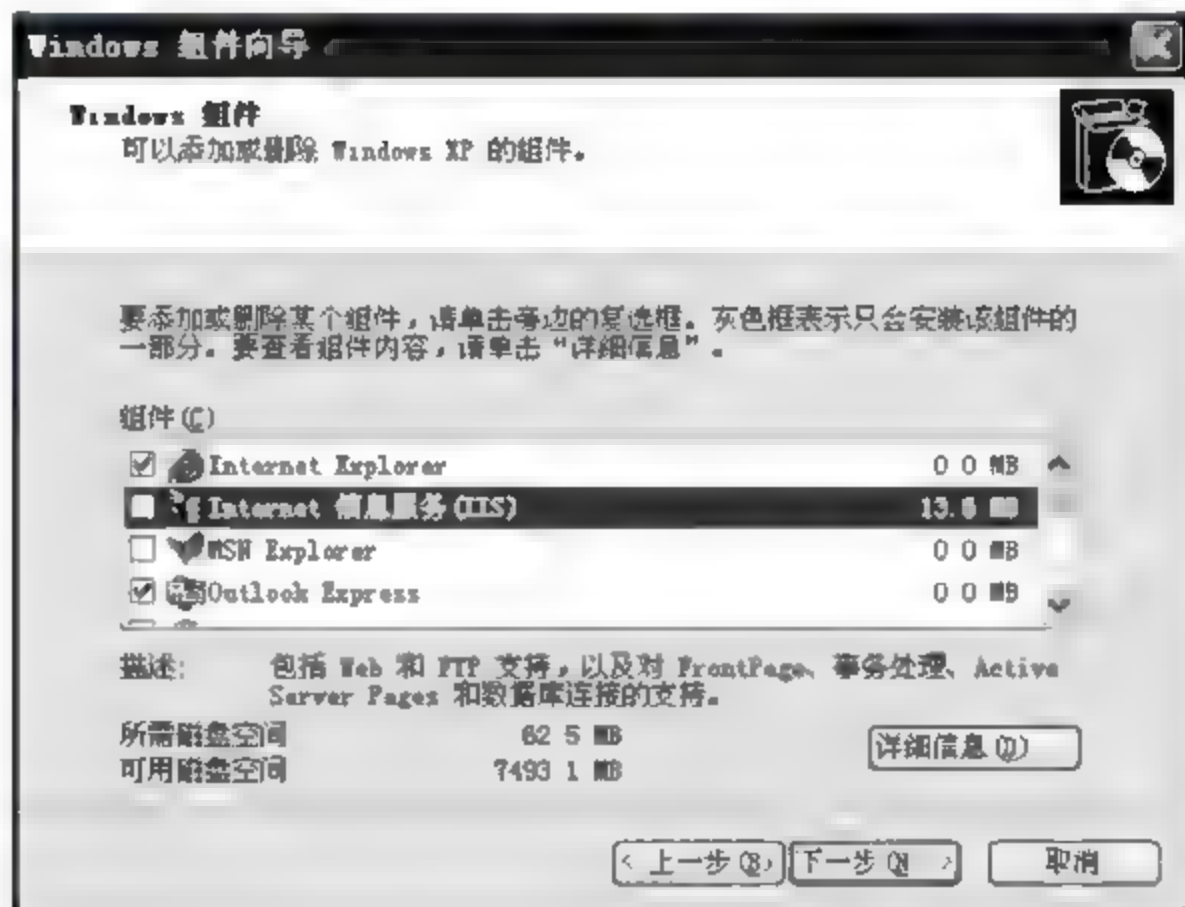 Windows 组件向导
Windows 组件
可以添加或删除 Windows XP 的组件。
要添加或删除某个组件，请单击旁边的复选框。灰色框表示只会安装该组件的
一部分。要查看组件内容，请单击“详细信息”。
组件(C)
Internet Explorer 0 0 MB
Internet 信息服务(IIS) 13.6 MB
MSN Explorer 0 0 MB
Outlook Express 0 0 MB
描述: 包括 Web 和 FTP 支持，以及对 FrontPage、事务处理、Active
Server Pages 和数据库连接的支持。
所需磁盘空间 62 5 MB
详细信息(D)
可用磁盘空间 7493 1 MB
< 上一步(B) 下一步(N) > 取消